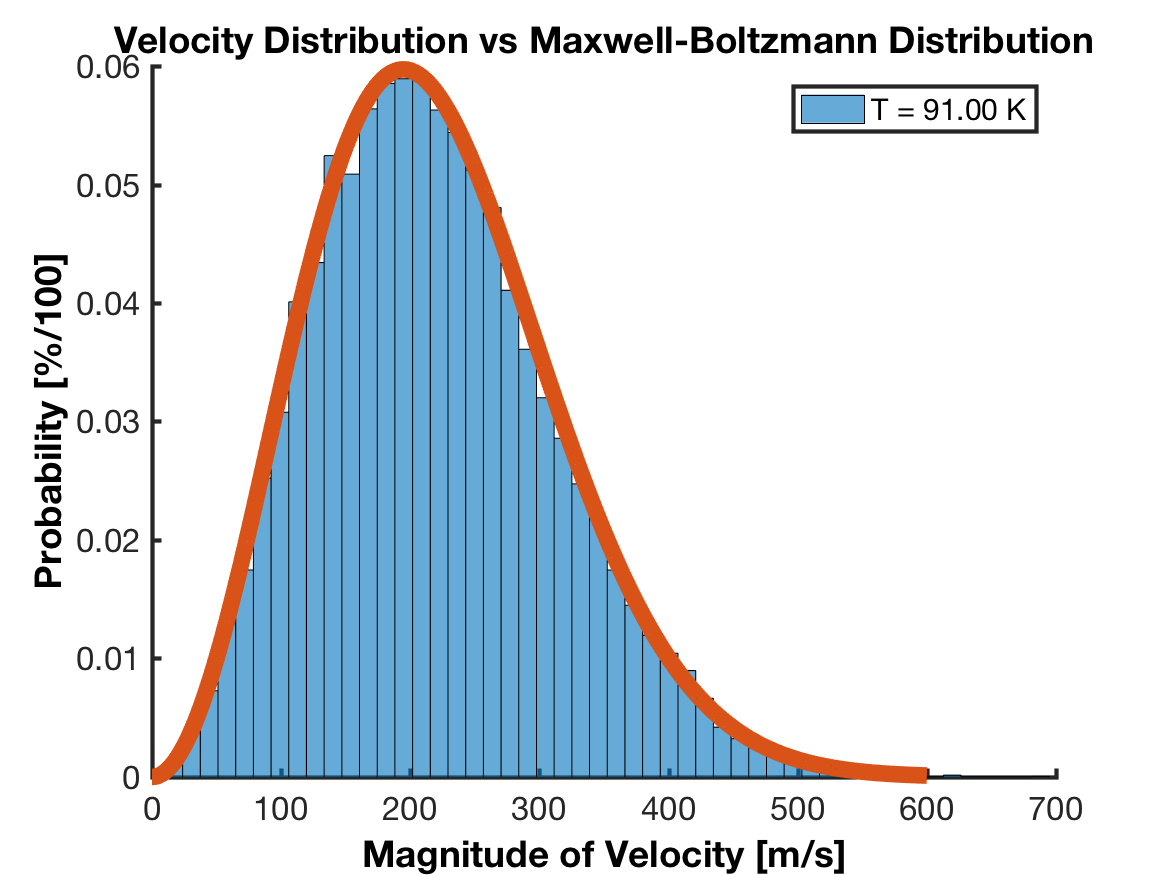 Velocity Distribution vs Maxwell-Boltzmann Distribution
T = 91.00 K
Probability [%/100]
0.06
0.05
0.04
0.03
0.02
0.01
0
0 100 200 300 400 500 600 700
Magnitude of Velocity [m/s]